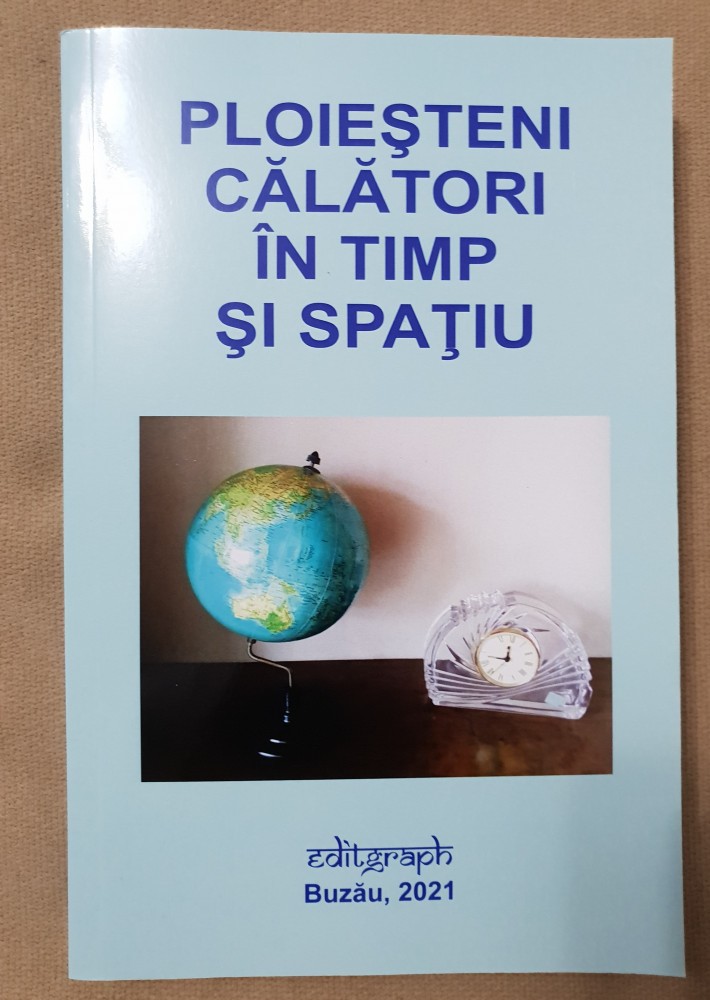 PLOIEŞTENI
CĂLĂTORI
ÎN TIMP
ŞI SPAŢIU
editgraph
Buzău, 2021